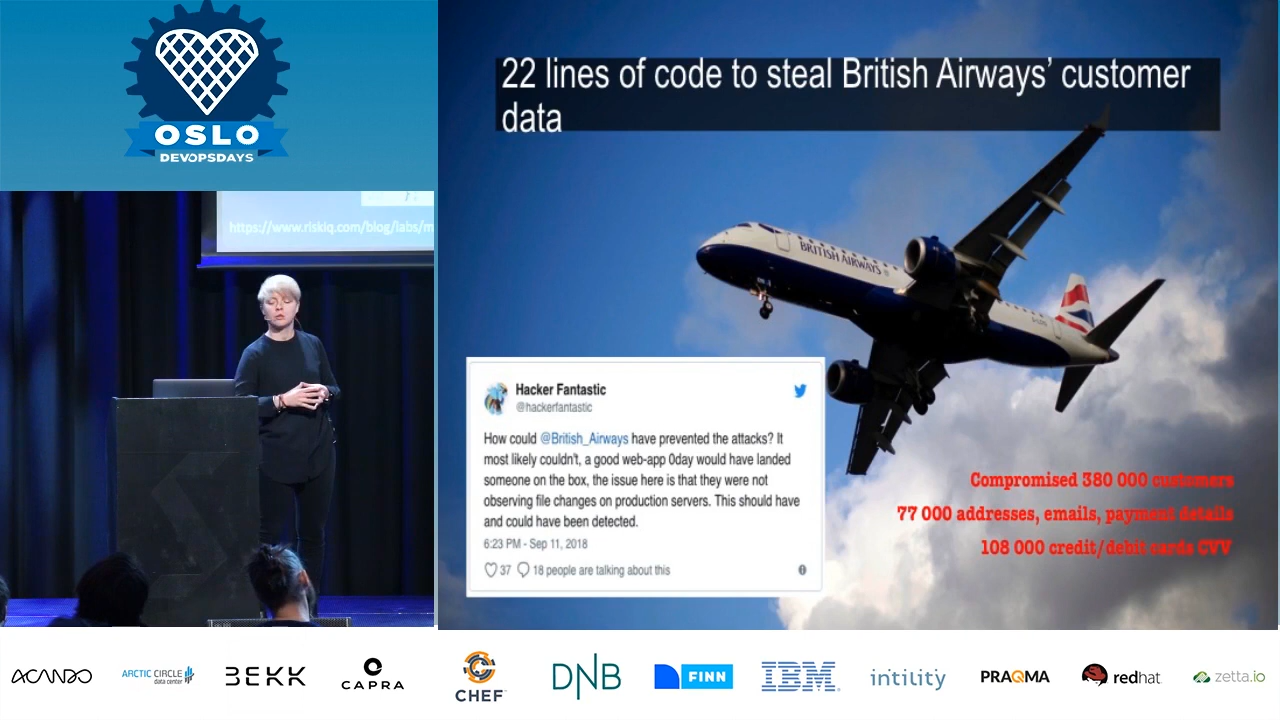 OSLO
DEVOPSDAYS
https://www.riskiq.com/blog/labs/m
22 lines of code to steal British Airways’ customer
data
BRITISH AIRWAYS
Hacker Fantastic
@hackerfantastic
How could @British_Airways have prevented the attacks? It
most likely couldn't, a good web-app 0day would have landed
someone on the box, the issue here is that they were not
observing file changes on production servers. This should have
and could have been detected.
6:23 PM - Sep 11, 2018
37 18 people are talking about this
Compromised 380 000 customers
77 000 addresses, emails, payment details
108 000 credit/debit cards CVV
ACANDO
ARCTIC CIRCLE
data center
BEKK
CAPRA
CHEF
DNB
FINN
IBM
intility
PRAQMA
redhat
zetta.io